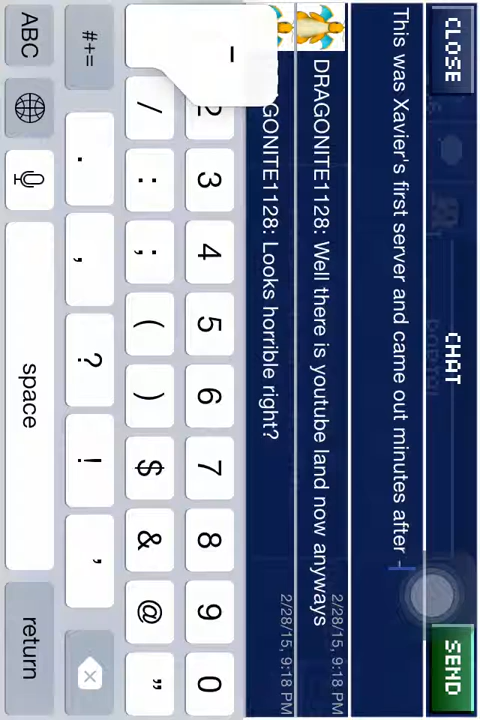 CLOSE CHAT SEND
This was Xavier's first server and came out minutes after -
DRAGONITE1128: Well there is youtube land now anyways
2/28/15, 9:18 PM
GONITE1128: Looks horrible right?
2/28/15, 9:18 PM
2 3 4 5 6 7 8 9 0
- / : ; ( ) $ & @ "
#+= . , ? ! '
ABC space return